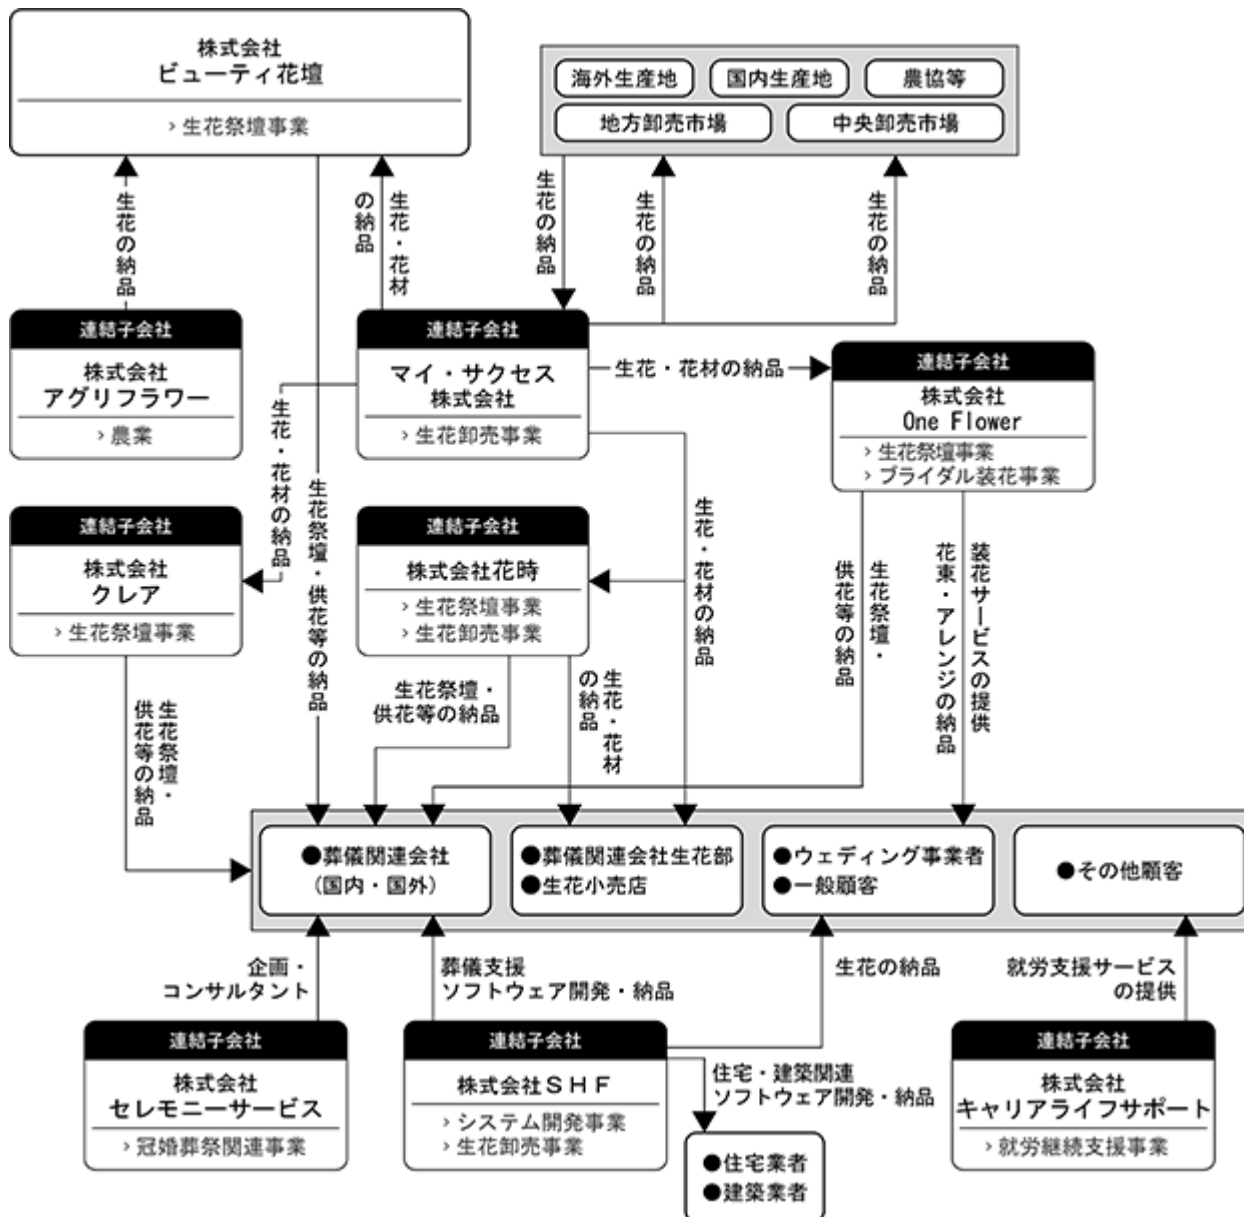 株式会社
ビューティ花壇
› 生花祭壇事業
海外生産地
国内生産地
農協等
地方卸売市場
中央卸売市場
生花の納品
生花・花材
の納品
生花の納品
生花の納品
生花の納品
連結子会社
株式会社
アグリフラワー
› 農業
連結子会社
マイ・サクセス
株式会社
› 生花卸売事業
生花・花材の納品
連結子会社
株式会社
One Flower
› 生花祭壇事業
› ブライダル装花事業
生花・花材の納品
生花祭壇・供花等の納品
生花・花材の納品
連結子会社
株式会社
クレア
› 生花祭壇事業
連結子会社
株式会社花時
› 生花祭壇事業
› 生花卸売事業
生花祭壇・
供花等の納品
装花サービスの提供
花束・アレンジの納品
生花祭壇・
供花等の納品
生花祭壇・
供花等の納品
生花・花材
の納品
●葬儀関連会社
（国内・国外）
●葬儀関連会社生花部
●生花小売店
●ウェディング事業者
●一般顧客
●その他顧客
企画・
コンサルタント
葬儀支援
ソフトウェア開発・納品
生花の納品
就労支援サービス
の提供
連結子会社
株式会社
セレモニーサービス
› 冠婚葬祭関連事業
連結子会社
株式会社ＳＨＦ
› システム開発事業
› 生花卸売事業
住宅・建築関連
ソフトウェア開発・納品
●住宅業者
●建築業者
連結子会社
株式会社
キャリアライフサポート
› 就労継続支援事業